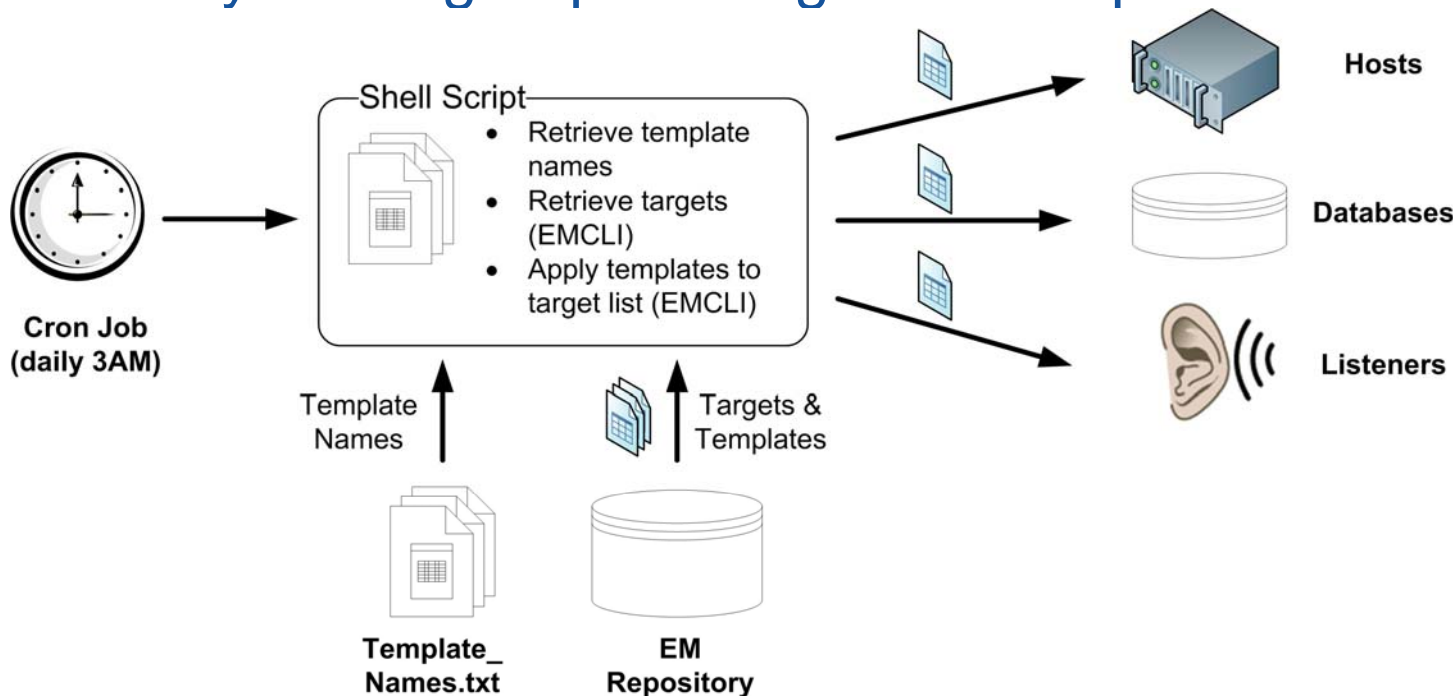 Shell Script
• Retrieve template
names
• Retrieve targets
(EMCLI)
• Apply templates to
target list (EMCLI)
Cron Job
(daily 3AM)
Hosts
Databases
Listeners
Template
Names
Targets &
Templates
Template_
Names.txt
EM
Repository